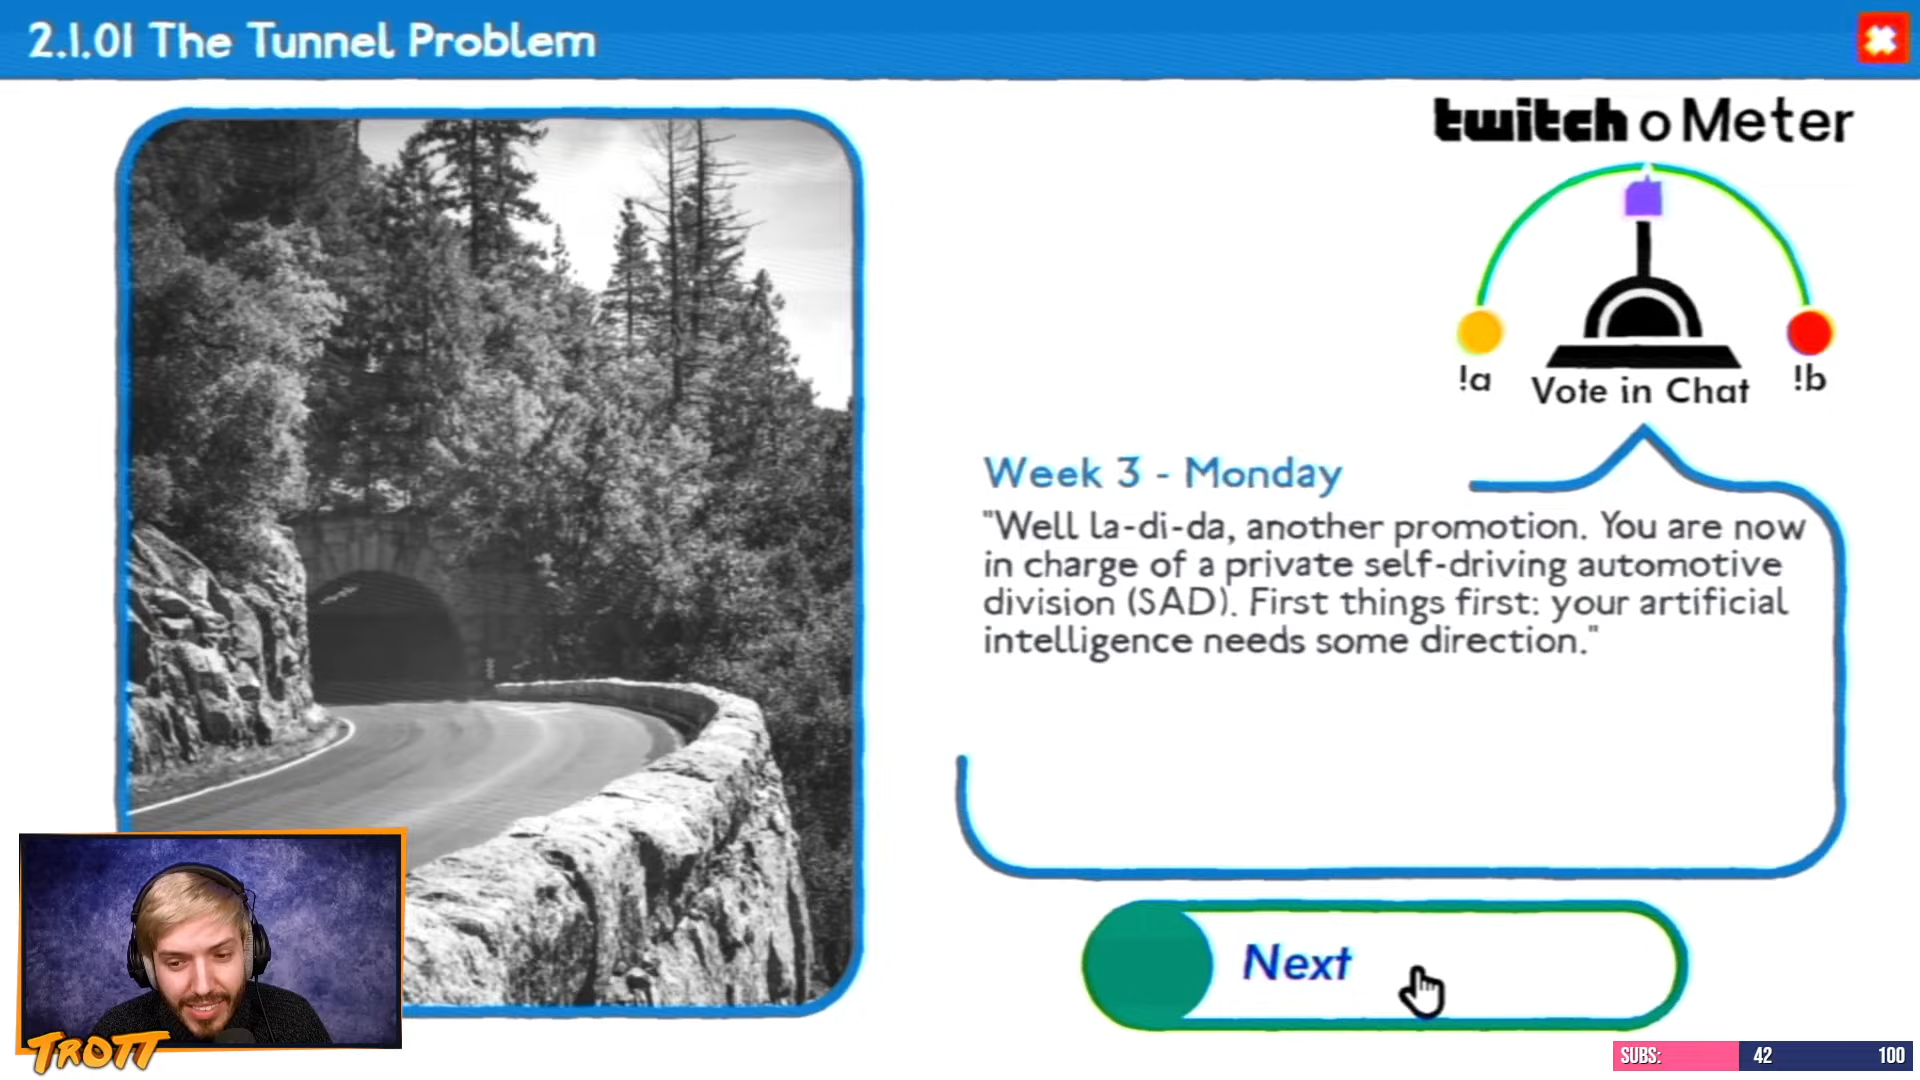 2.1.01 The Tunnel Problem
twitch o Meter
!a
Vote in Chat
!b
Week 3 - Monday
"Well la-di-da, another promotion. You are now
in charge of a private self-driving automotive
division (SAD). First things first: your artificial
intelligence needs some direction."
Next
TROTT
SUBS: 42 100